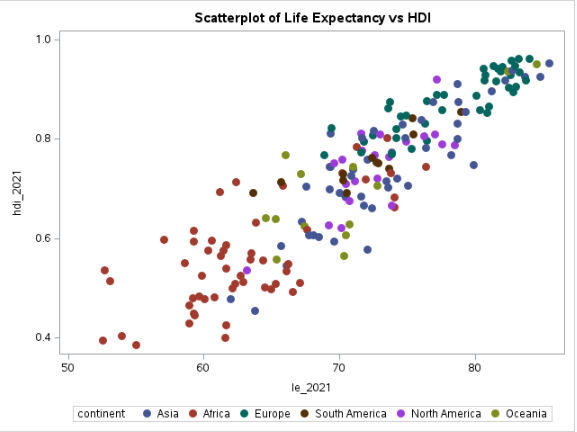 Scatterplot of Life Expectancy vs HDI
1.0
0.8
0.6
0.4
hdi_2021
50 60 70 80
le_2021
continent Asia Africa Europe South America North America Oceania